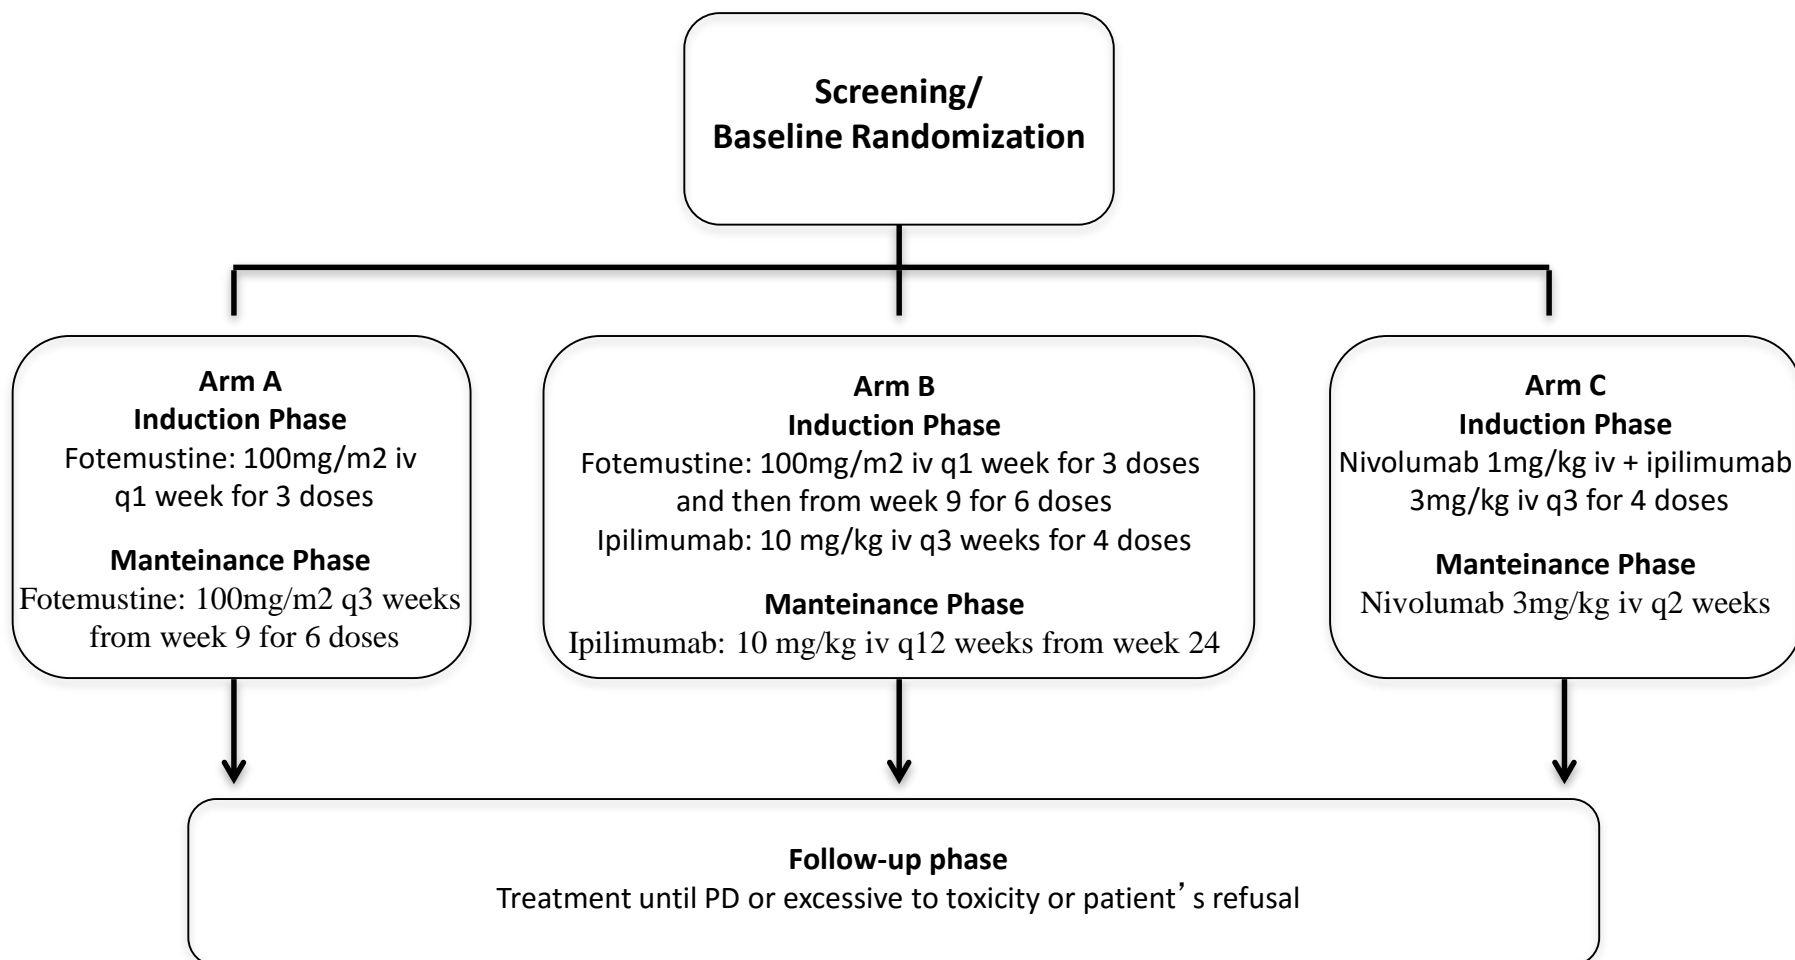 Screening/
Baseline Randomization
Arm A
Induction Phase
Fotemustine: 100mg/m2 iv
q1 week for 3 doses
Manteinance Phase
Fotemustine: 100mg/m2 q3 weeks
from week 9 for 6 doses
Arm B
Induction Phase
Fotemustine: 100mg/m2 iv q1 week for 3 doses
and then from week 9 for 6 doses
Ipilimumab: 10 mg/kg iv q3 weeks for 4 doses
Manteinance Phase
Ipilimumab: 10 mg/kg iv q12 weeks from week 24
Arm C
Induction Phase
Nivolumab 1mg/kg iv + ipilimumab
3mg/kg iv q3 for 4 doses
Manteinance Phase
Nivolumab 3mg/kg iv q2 weeks
Follow-up phase
Treatment until PD or excessive to toxicity or patient’s refusal